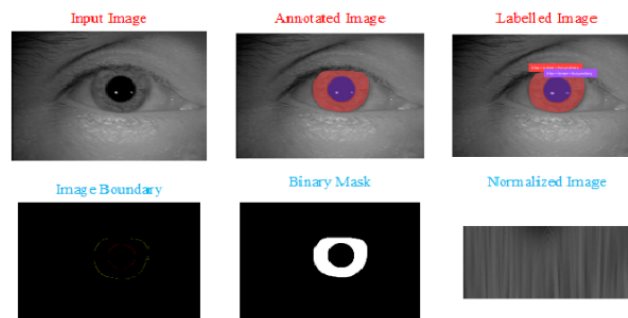 Input Image
Annotated Image
Labelled Image
Image Boundary
Binary Mask
Normalized Image